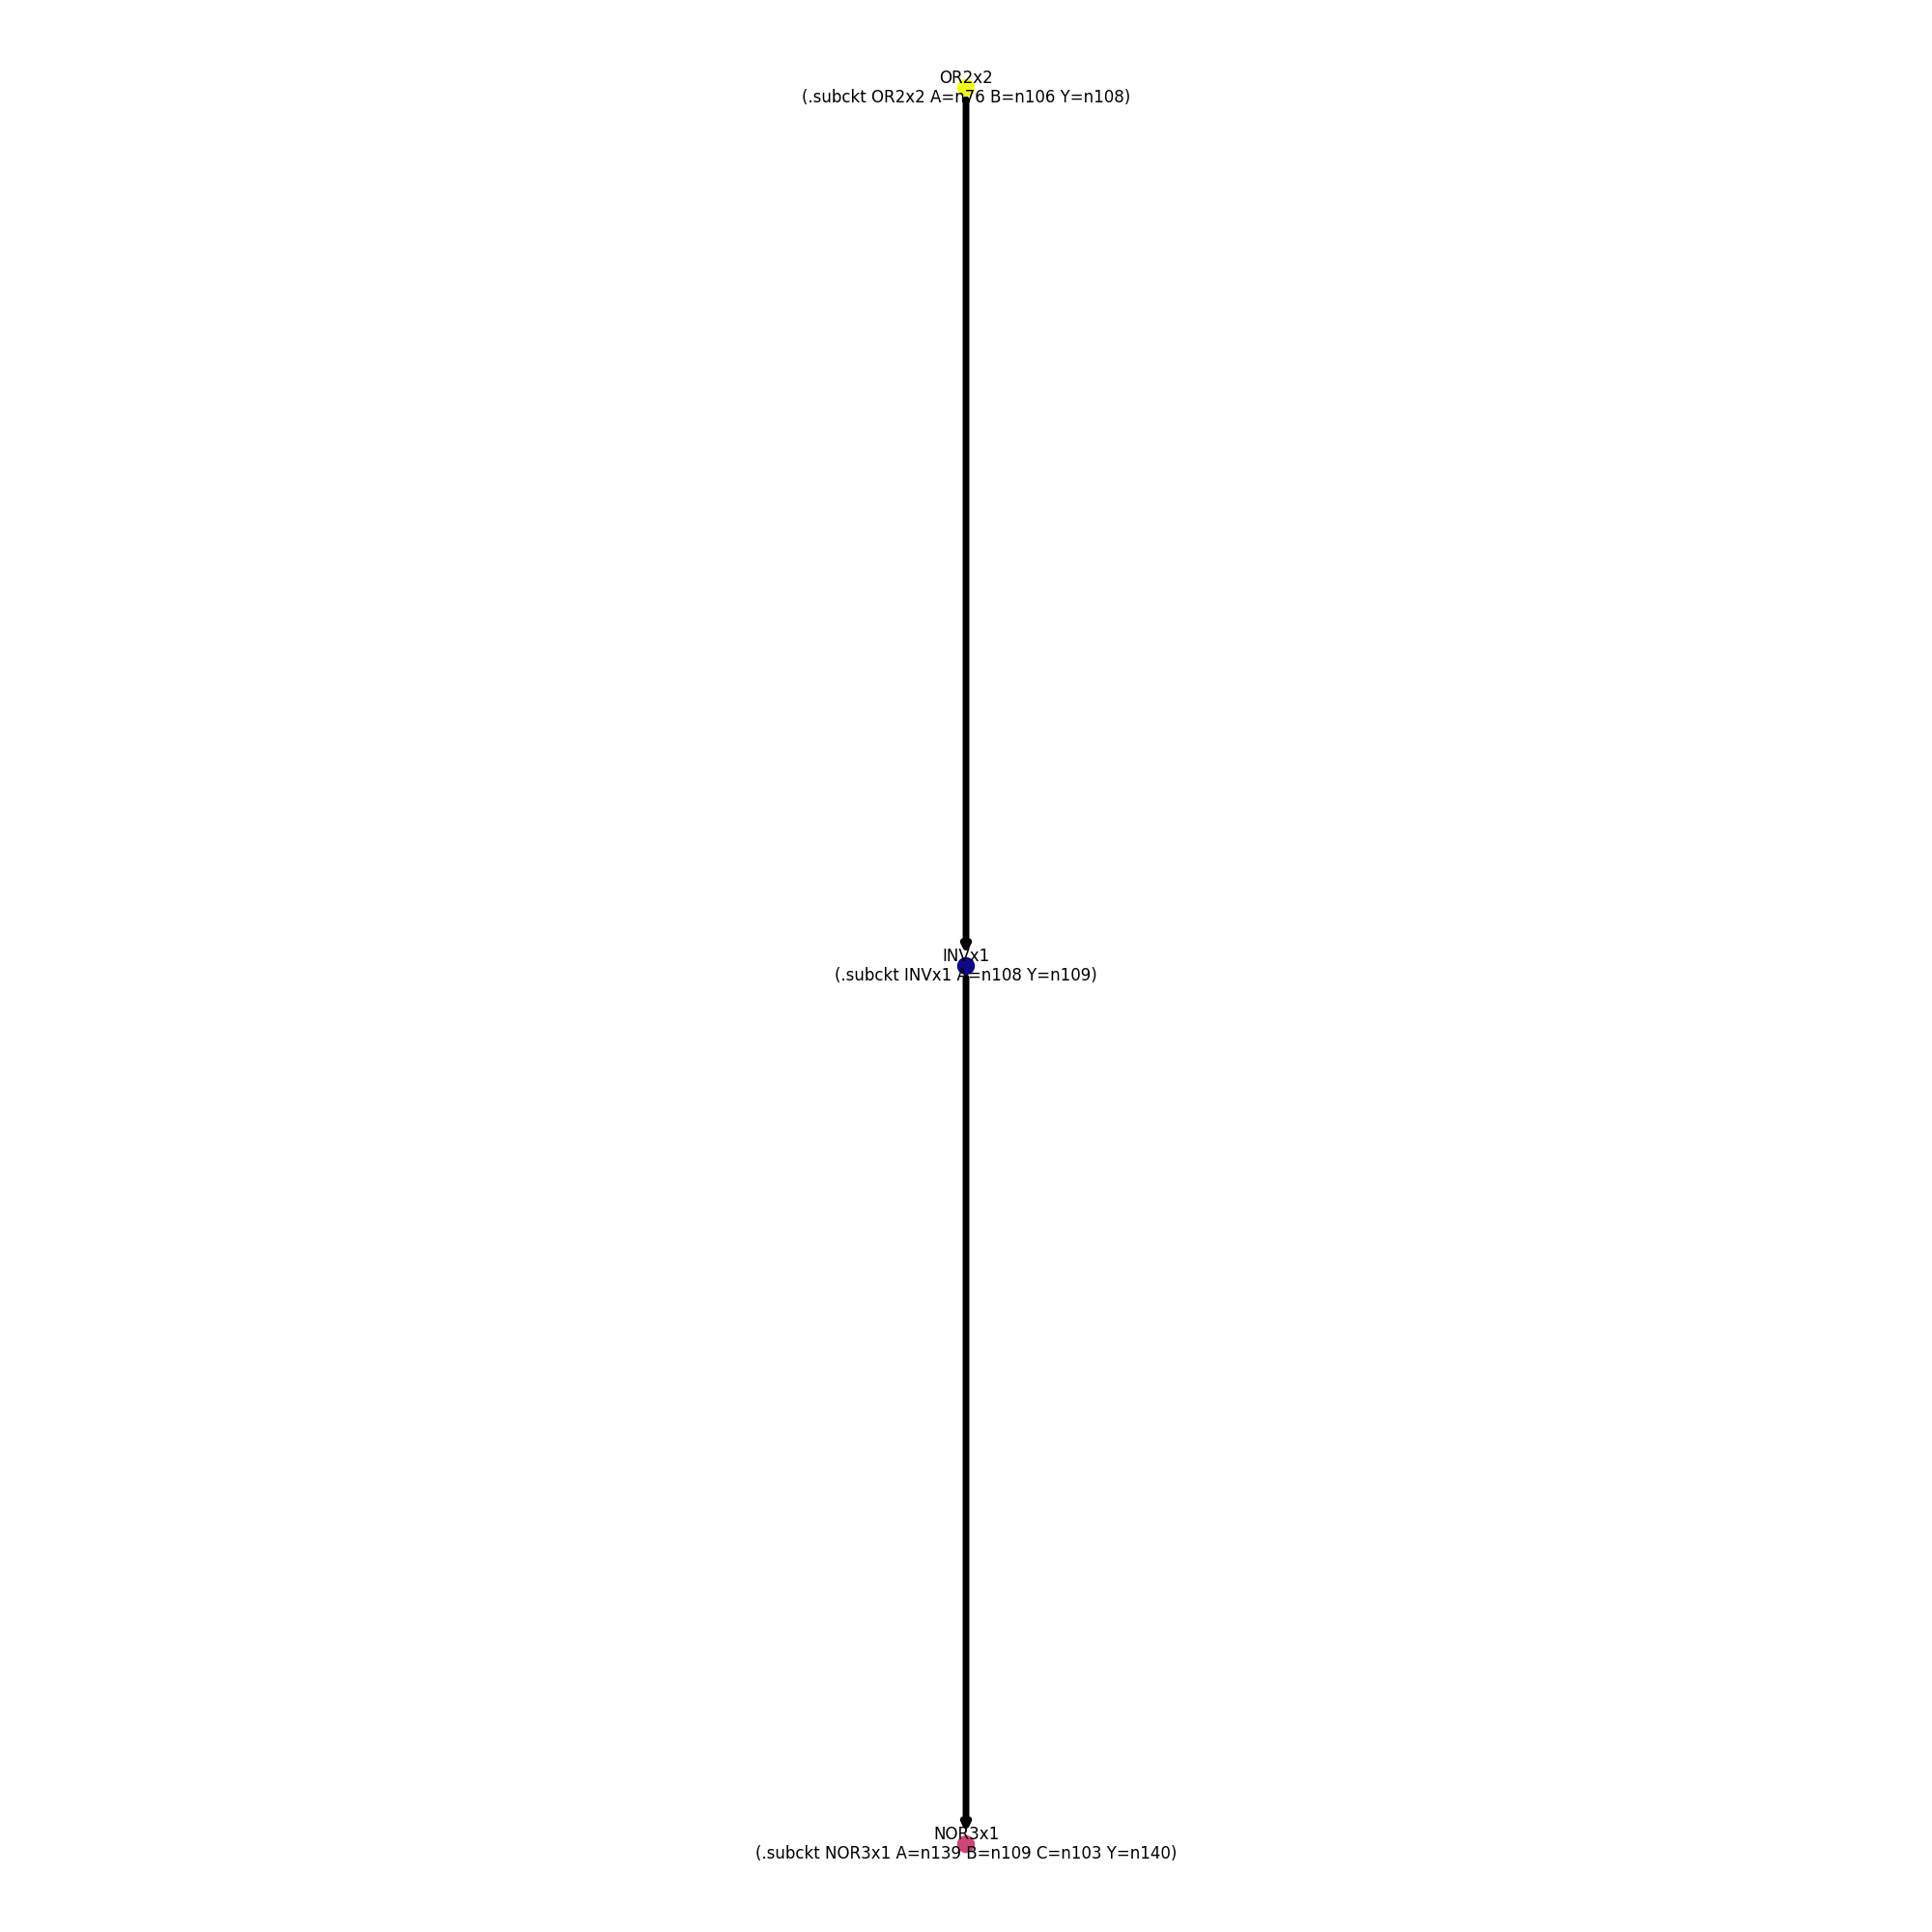 OR2x2
(.subckt OR2x2 A=n76 B=n106 Y=n108)
INVx1
(.subckt INVx1 A=n108 Y=n109)
NOR3x1
(.subckt NOR3x1 A=n139 B=n109 C=n103 Y=n140)